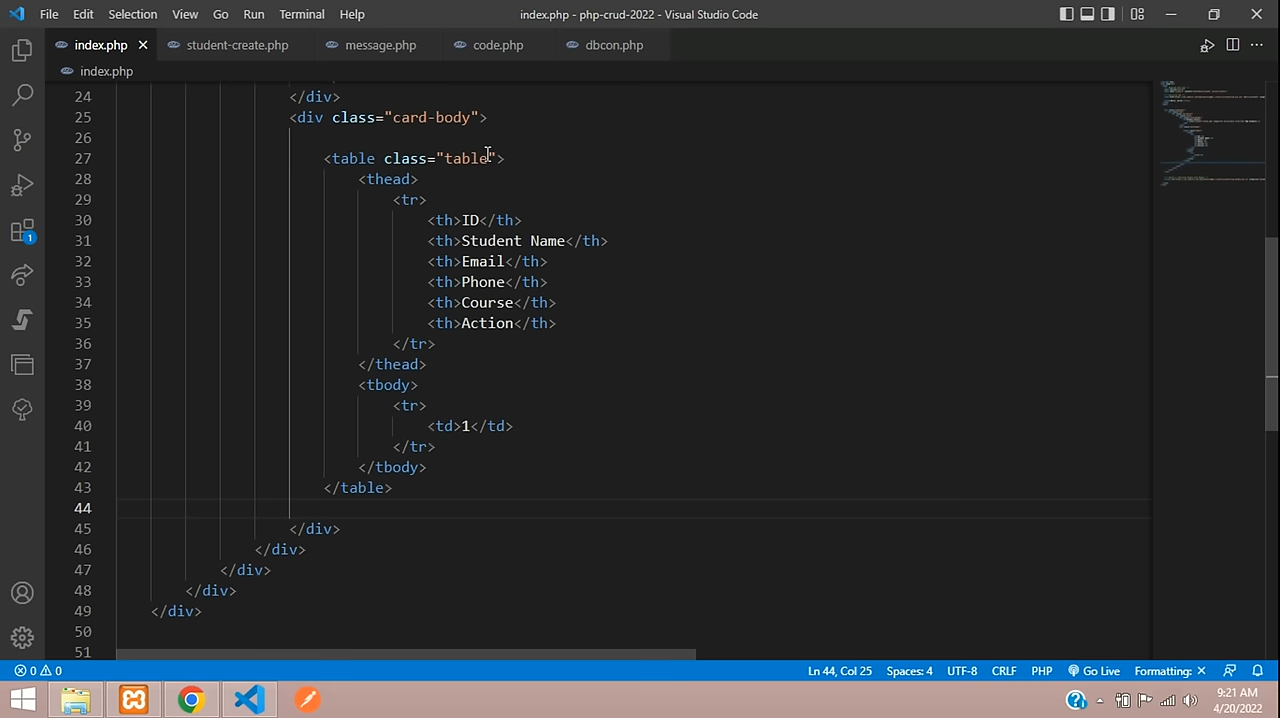 File Edit Selection View Go Run Terminal Help
index.php - php-crud-2022 - Visual Studio Code
index.php student-create.php message.php code.php dbcon.php
index.php
24 </div>
25 <div class="card-body">
26
27 <table class="table">
28 <thead>
29 <tr>
30 <th>ID</th>
31 <th>Student Name</th>
32 <th>Email</th>
33 <th>Phone</th>
34 <th>Course</th>
35 <th>Action</th>
36 </tr>
37 </thead>
38 <tbody>
39 <tr>
40 <td>1</td>
41 </tr>
42 </tbody>
43 </table>
44
45 </div>
46 </div>
47 </div>
48 </div>
49 </div>
50
51
1
0 0 Ln 44, Col 25 Spaces: 4 UTF-8 CRLF PHP Go Live Formatting: ×
9:21 AM
4/20/2022